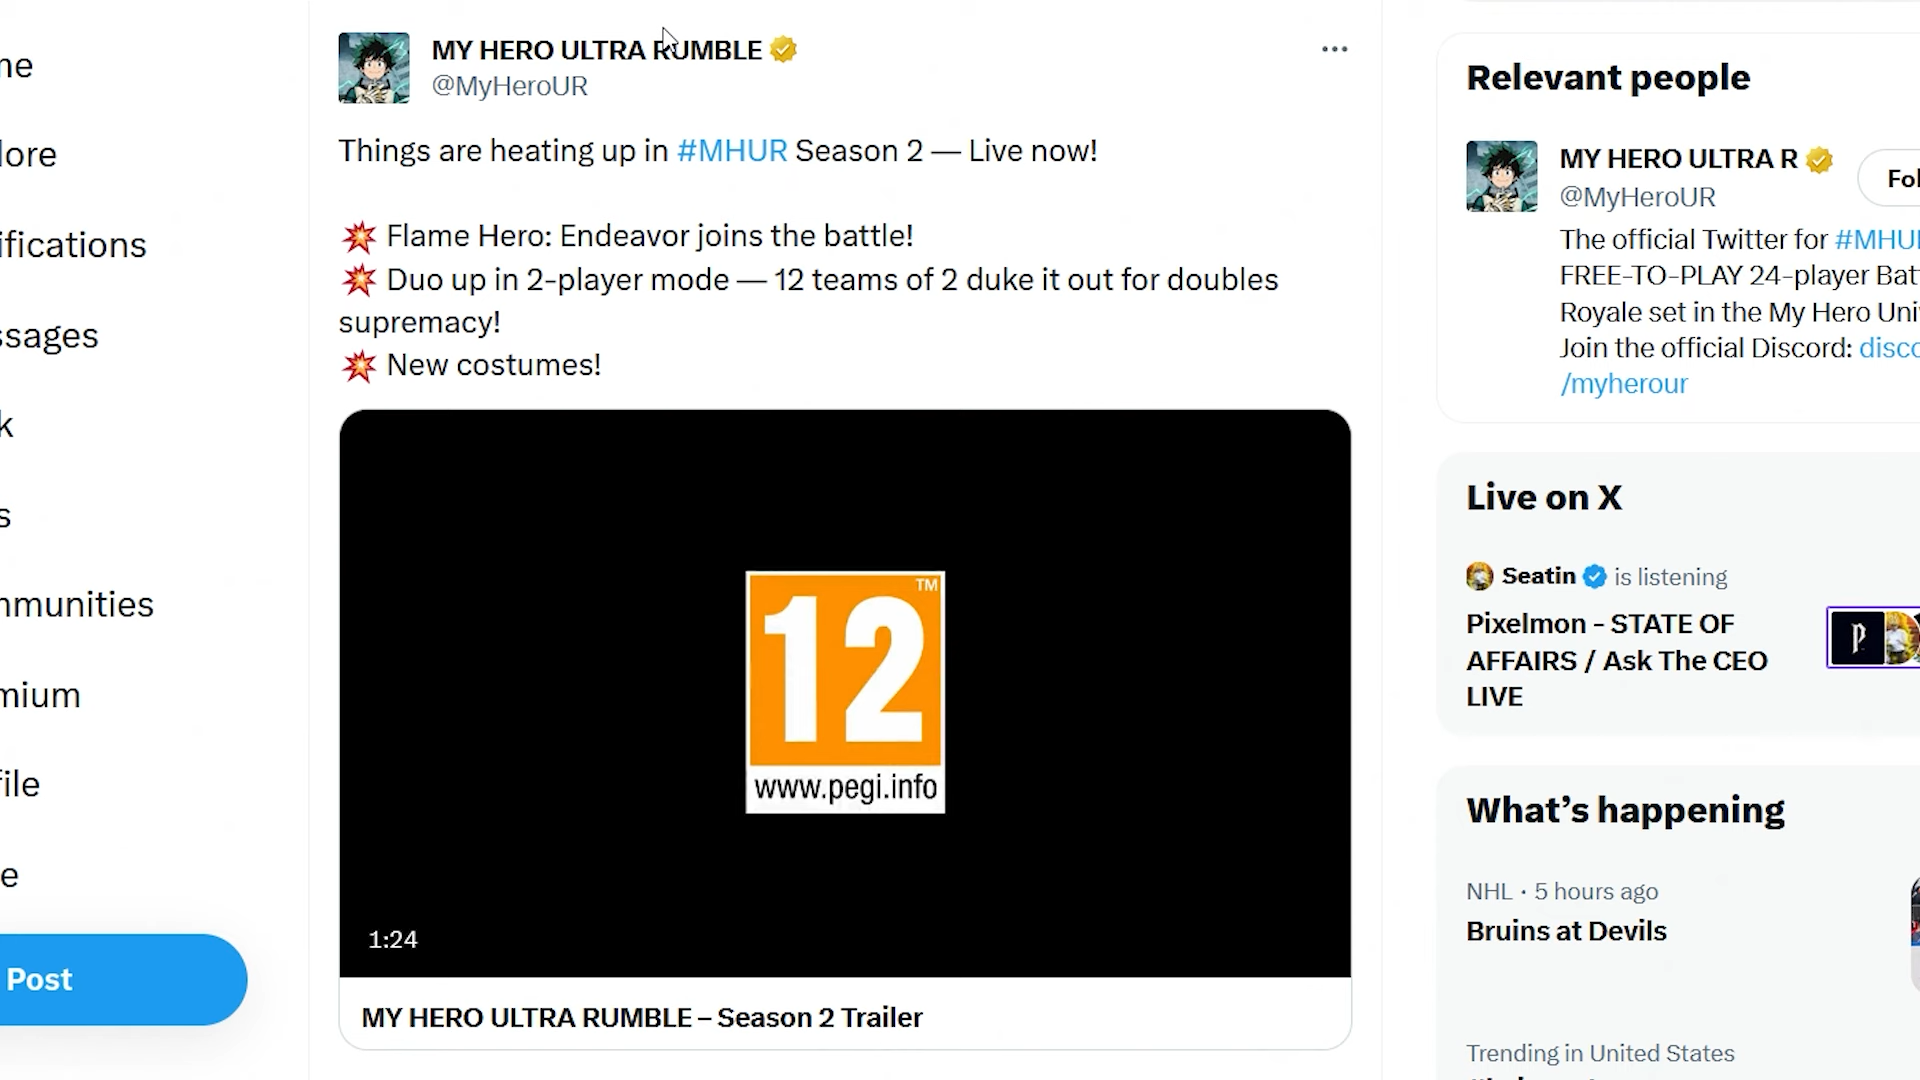 me
lore
ifications
ssages
k
s
mmunities
mium
file
e
Post
MY HERO ULTRA RUMBLE
@MyHeroUR
Things are heating up in #MHUR Season 2 — Live now!
💥 Flame Hero: Endeavor joins the battle!
💥 Duo up in 2-player mode — 12 teams of 2 duke it out for doubles
supremacy!
💥 New costumes!
12 TM
www.pegi.info
1:24
MY HERO ULTRA RUMBLE – Season 2 Trailer
Relevant people
MY HERO ULTRA R
Fol
@MyHeroUR
The official Twitter for #MHU
FREE-TO-PLAY 24-player Bat
Royale set in the My Hero Uni
Join the official Discord: disco
/myherour
Live on X
Seatin is listening
Pixelmon - STATE OF
AFFAIRS / Ask The CEO
LIVE
What's happening
NHL · 5 hours ago
Bruins at Devils
Trending in United States